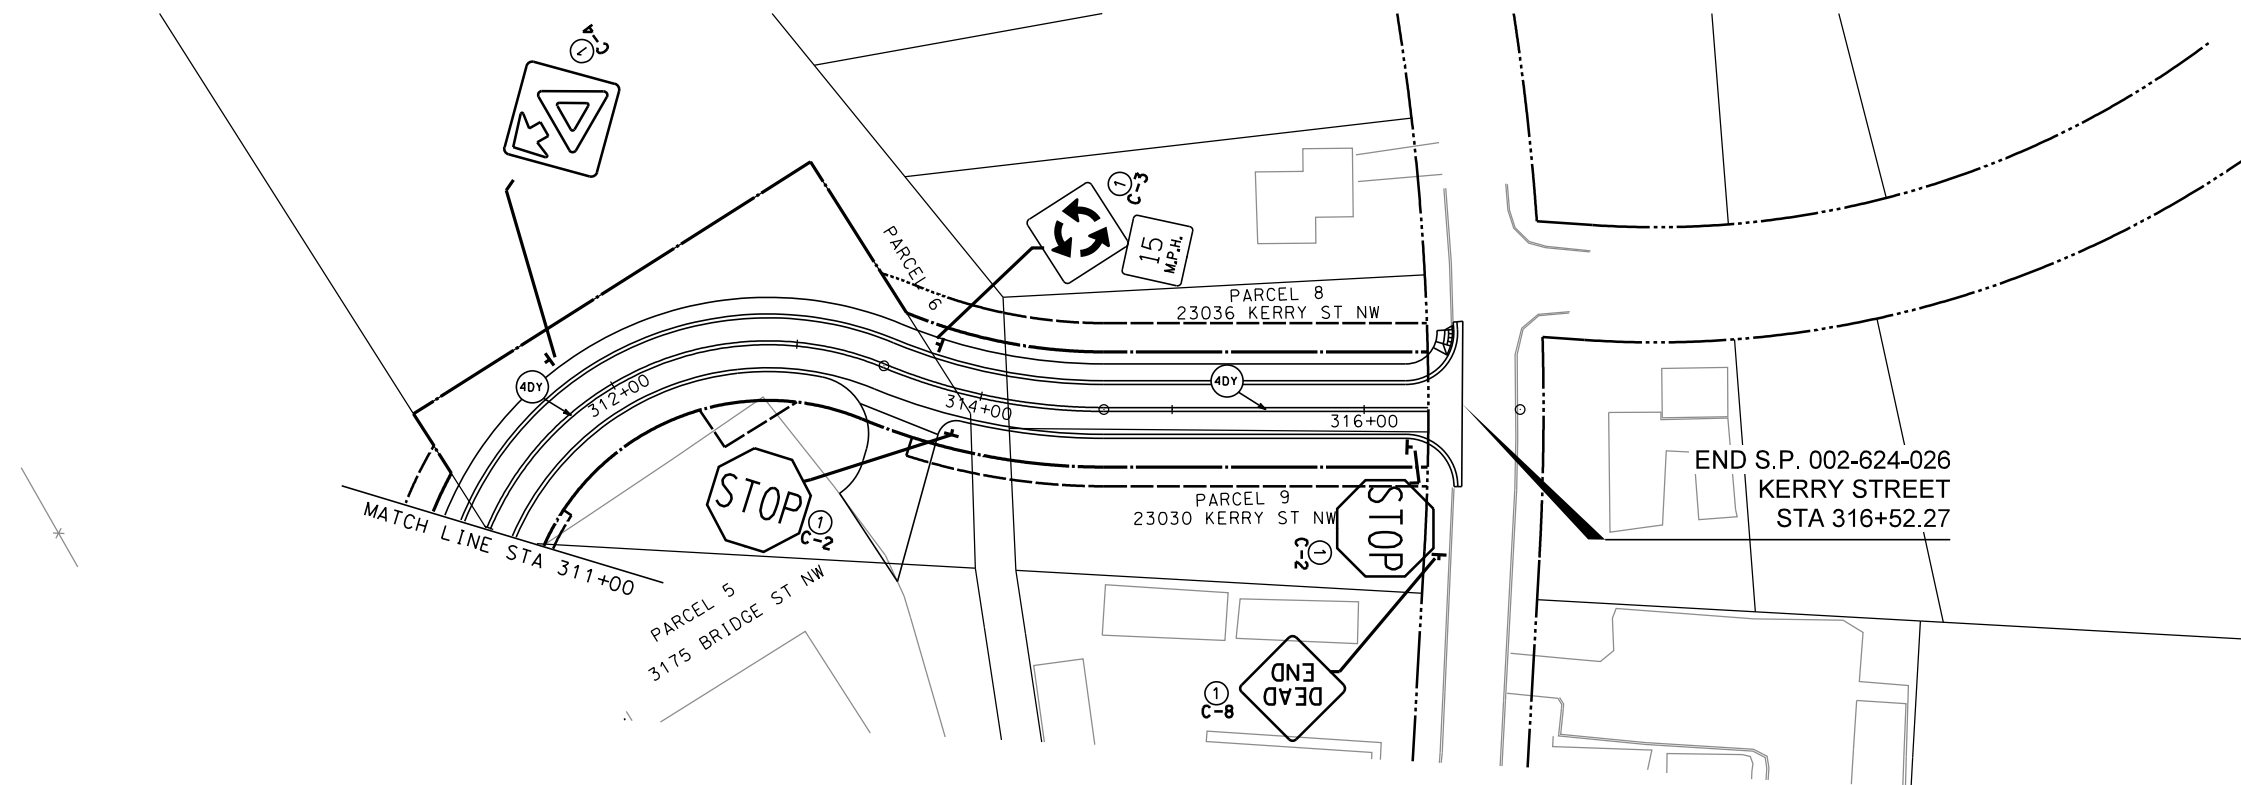 C-4
1
1
C-3
15
M.P.H.
PARCEL 6
PARCEL 8
23036 KERRY ST NW
4DY
312+00
314+00
4DY
316+00
END S.P. 002-624-026
KERRY STREET
STA 316+52.27
STOP
1
C-2
PARCEL 9
23030 KERRY ST NW
STOP
1
C-2
MATCH LINE STA 311+00
PARCEL 5
3175 BRIDGE ST NW
DEAD
END
1
C-8